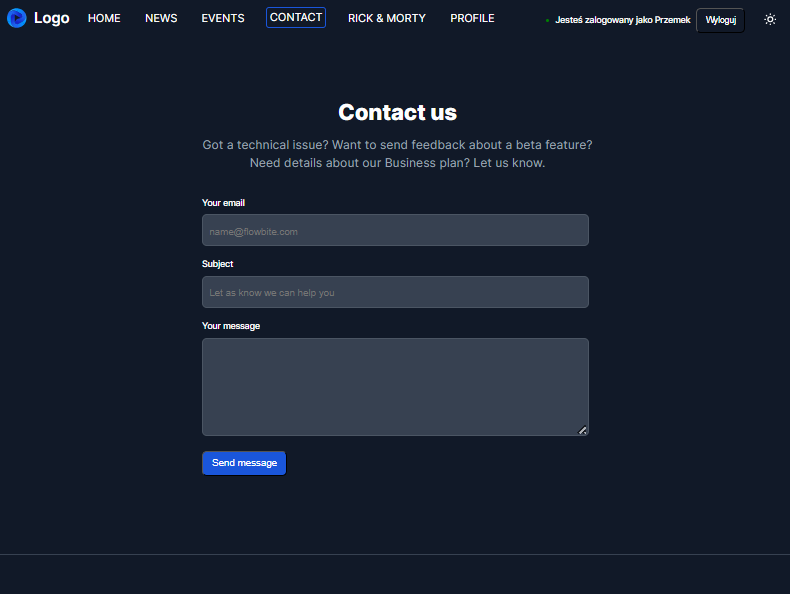 Logo HOME NEWS EVENTS CONTACT RICK & MORTY PROFILE Jesteś zalogowany jako Przemek Wyloguj
Contact us
Got a technical issue? Want to send feedback about a beta feature?
Need details about our Business plan? Let us know.
Your email
name@flowbite.com
Subject
Let as know we can help you
Your message
Send message